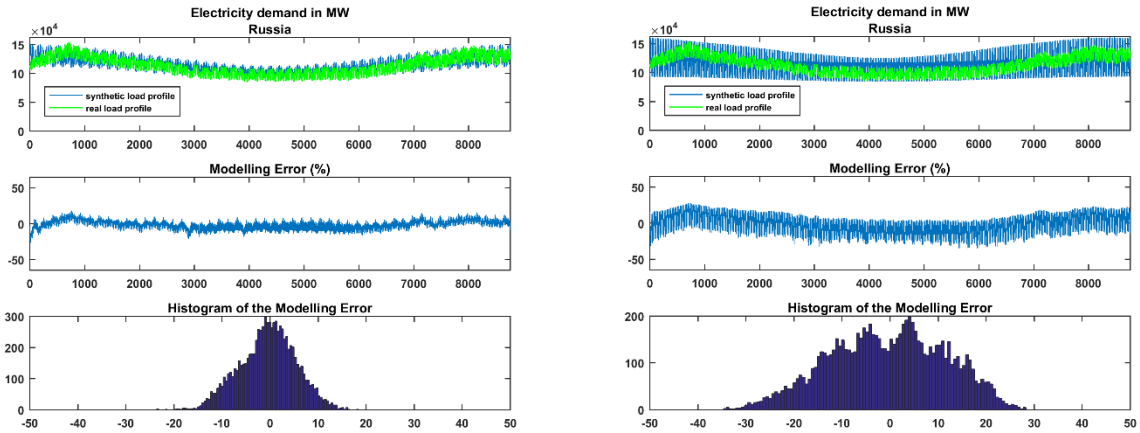 Electricity demand in MW
Russia
×10⁴
15
10
5
0
synthetic load profile
real load profile
0 1000 2000 3000 4000 5000 6000 7000 8000
Modelling Error (%)
50
0
-50
0 1000 2000 3000 4000 5000 6000 7000 8000
Histogram of the Modelling Error
300
200
100
0
-50 -40 -30 -20 -10 0 10 20 30 40 50
Electricity demand in MW
Russia
×10⁴
15
10
5
0
synthetic load profile
real load profile
0 1000 2000 3000 4000 5000 6000 7000 8000
Modelling Error (%)
50
0
-50
0 1000 2000 3000 4000 5000 6000 7000 8000
Histogram of the Modelling Error
200
100
0
-50 -40 -30 -20 -10 0 10 20 30 40 50